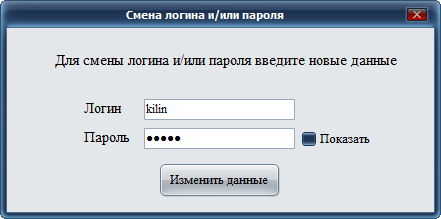 Смена логина и/или пароля
Для смены логина и/или пароля введите новые данные
Логин kilin
Пароль ●●●●● Показать
Изменить данные